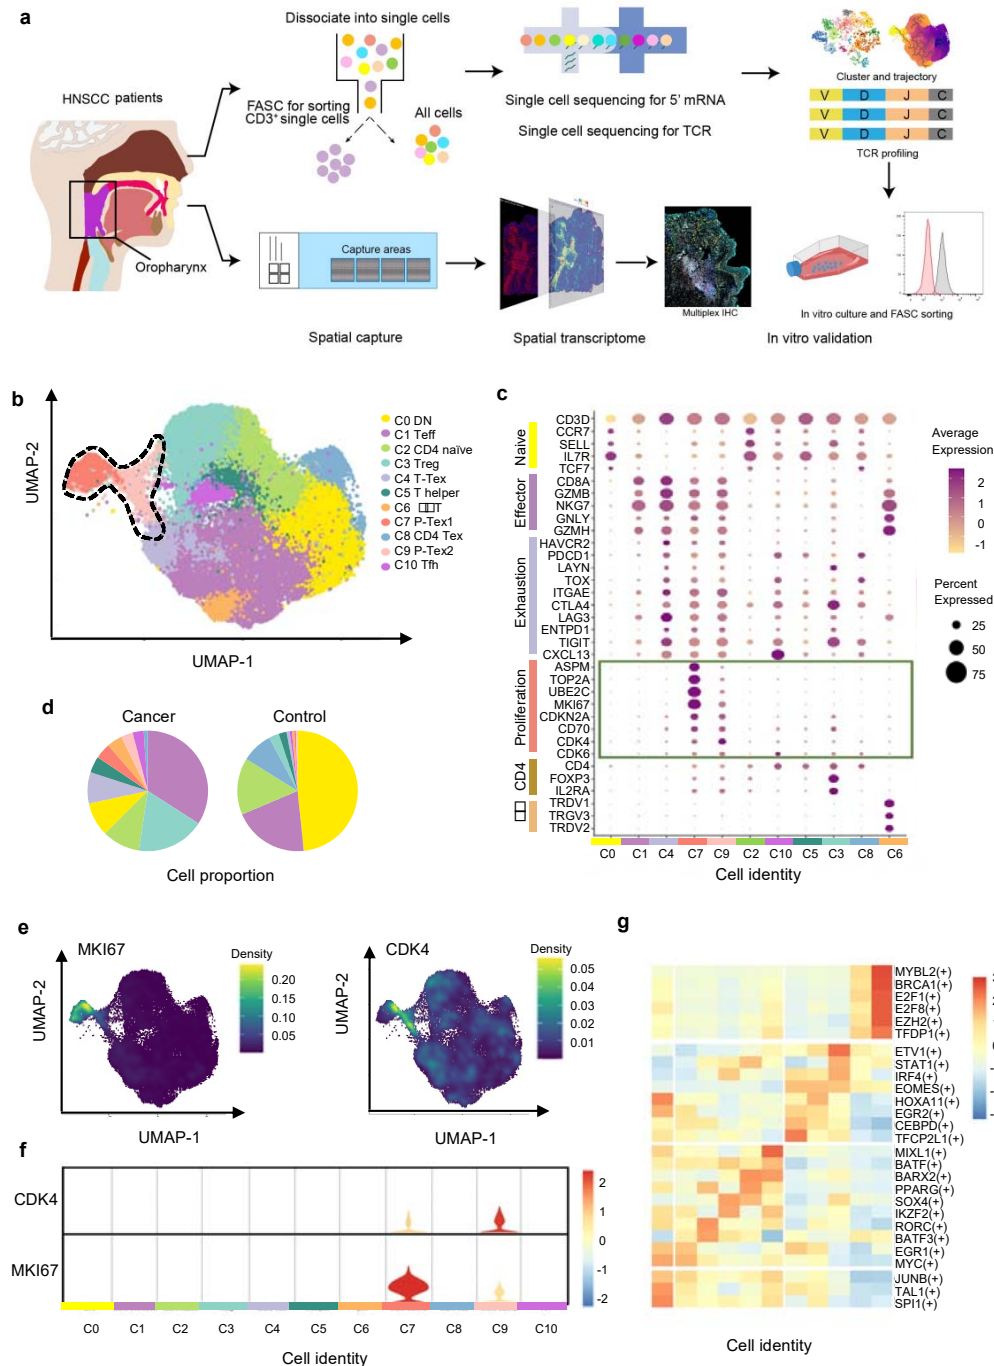 a
HNSCC patients
Oropharynx
Dissociate into single cells
FASC for sorting
CD3⁺ single cells
All cells
Single cell sequencing for 5' mRNA
Single cell sequencing for TCR
Cluster and trajectory
V D J C
V D J C
V D J C
TCR profiling
Capture areas
Spatial capture
Spatial transcriptome
Multiplex IHC
In vitro culture and FASC sorting
In vitro validation
b
UMAP-2
UMAP-1
C0 DN
C1 Teff
C2 CD4 naïve
C3 Treg
C4 T-Tex
C5 T helper
C6 □□T
C7 P-Tex1
C8 CD4 Tex
C9 P-Tex2
C10 Tfh
c
Naive
Effector
Exhaustion
Proliferation
CD4
□□
CD3D
CCR7
SELL
IL7R
TCF7
CD8A
GZMB
NKG7
GNLY
GZMH
HAVCR2
PDCD1
LAYN
TOX
ITGAE
CTLA4
LAG3
ENTPD1
TIGIT
CXCL13
ASPM
TOP2A
UBE2C
MKI67
CDKN2A
CD70
CDK4
CDK6
CD4
FOXP3
IL2RA
TRDV1
TRGV3
TRDV2
C0 C1 C4 C7 C9 C2 C10 C5 C3 C8 C6
Cell identity
Average
Expression
2
1
0
-1
Percent
Expressed
25
50
75
d
Cancer
Control
Cell proportion
e
MKI67
Density
0.20
0.15
0.10
0.05
UMAP-2
UMAP-1
CDK4
Density
0.05
0.04
0.03
0.02
0.01
UMAP-2
UMAP-1
f
CDK4
MKI67
2
1
0
-1
-2
C0 C1 C2 C3 C4 C5 C6 C7 C8 C9 C10
Cell identity
g
MYBL2(+)
BRCA1(+)
E2F1(+)
E2F8(+)
EZH2(+)
TFDP1(+)
ETV1(+)
STAT1(+)
IRF4(+)
EOMES(+)
HOXA11(+)
EGR2(+)
CEBPD(+)
TFCP2L1(+)
MIXL1(+)
BATF(+)
BARX2(+)
PPARG(+)
SOX4(+)
IKZF2(+)
RORC(+)
BATF3(+)
EGR1(+)
MYC(+)
JUNB(+)
TAL1(+)
SPI1(+)
Cell identity